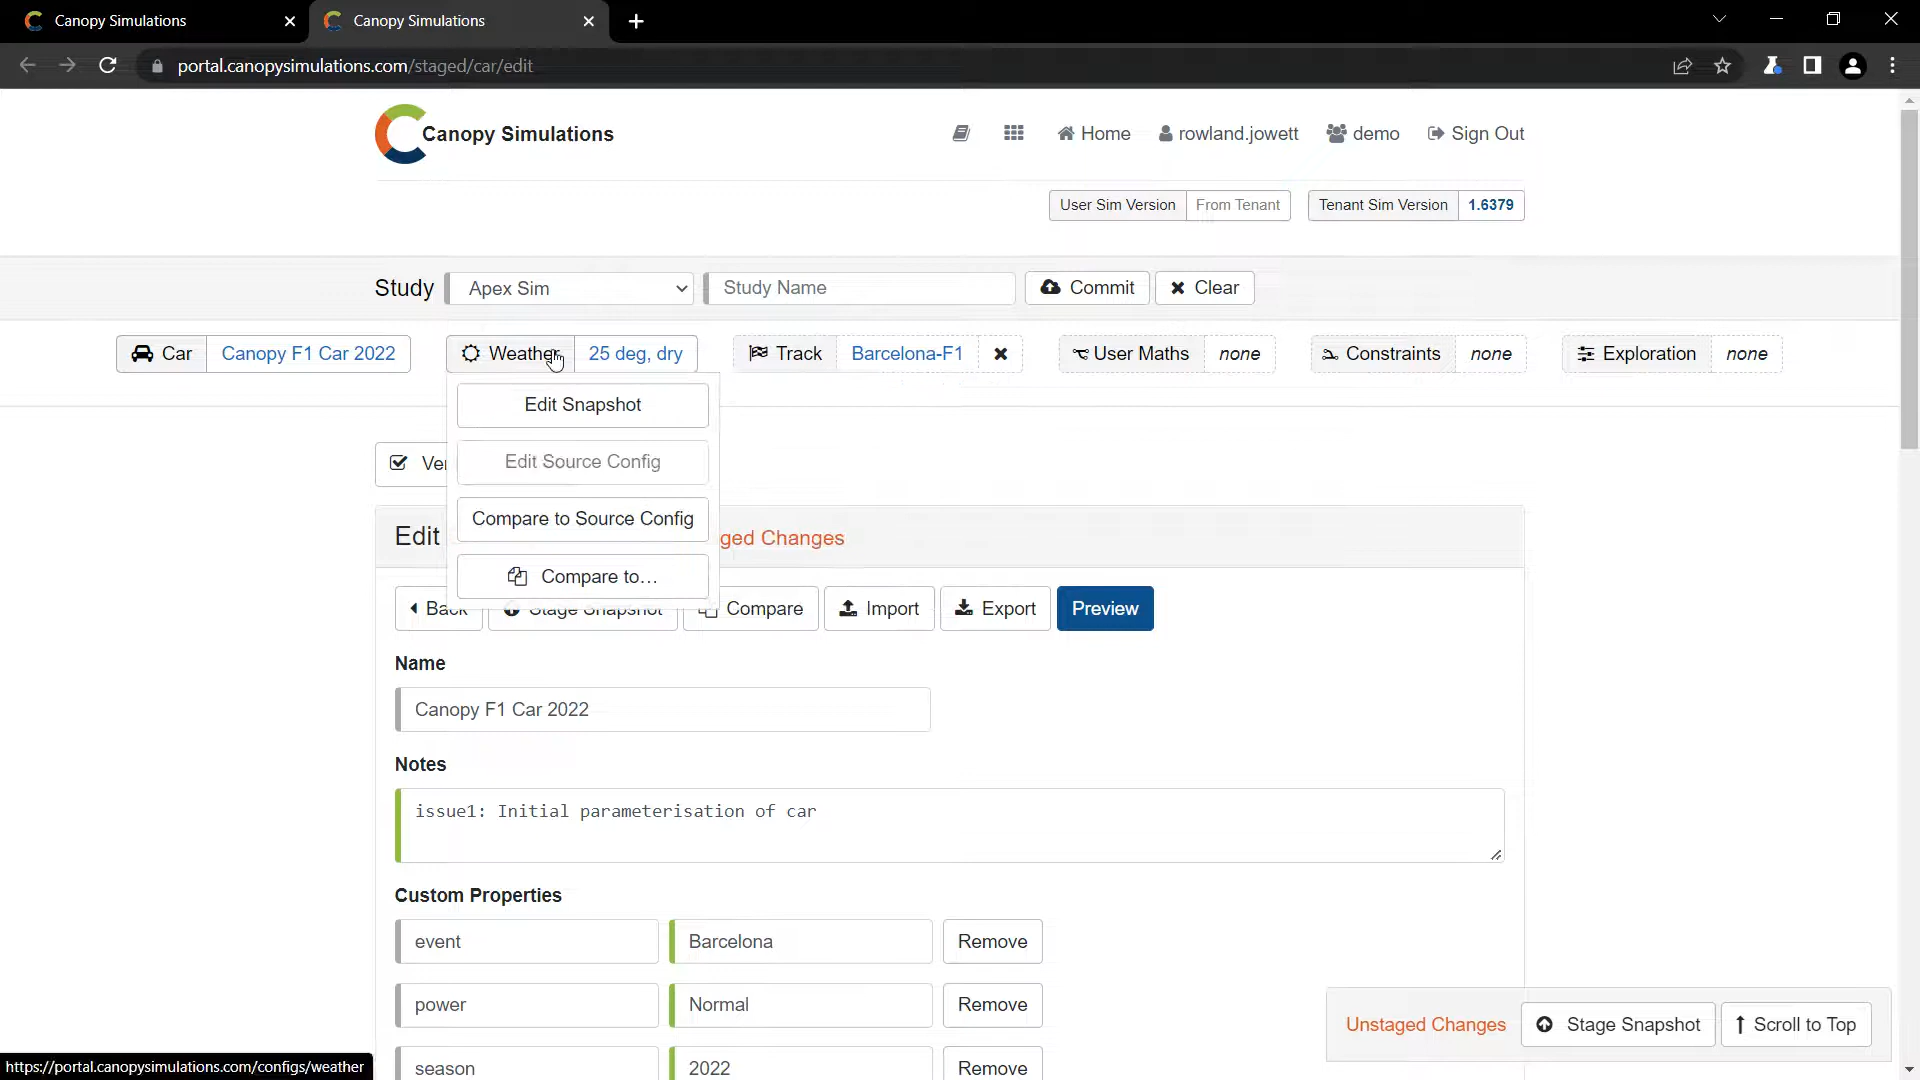 Canopy Simulations
Canopy Simulations
portal.canopysimulations.com/staged/car/edit
Canopy Simulations
Home
rowland.jowett
demo
Sign Out
User Sim Version From Tenant
Tenant Sim Version 1.6379
Study
Apex Sim
Study Name
Commit
Clear
Car Canopy F1 Car 2022
Weather 25 deg, dry
Track Barcelona-F1
User Maths none
Constraints none
Exploration none
Edit Snapshot
Edit Source Config
Compare to Source Config
Compare to...
Ver
Edit
ged Changes
Back
Stage Snapshot
Compare
Import
Export
Preview
Name
Canopy F1 Car 2022
Notes
issue1: Initial parameterisation of car
Custom Properties
event Barcelona Remove
power Normal Remove
season 2022 Remove
Unstaged Changes
Stage Snapshot
Scroll to Top
https://portal.canopysimulations.com/configs/weather